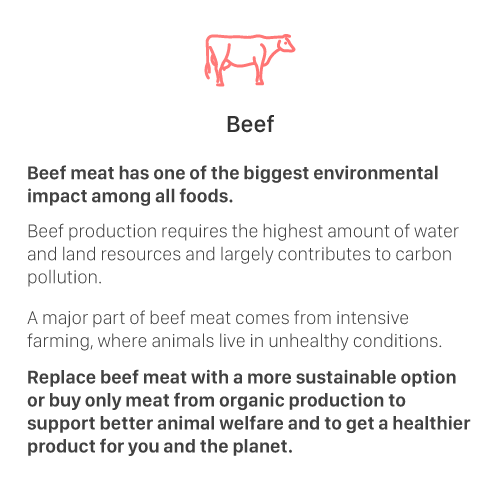 Beef
Beef meat has one of the biggest environmental
impact among all foods.
Beef production requires the highest amount of water
and land resources and largely contributes to carbon
pollution.
A major part of beef meat comes from intensive
farming, where animals live in unhealthy conditions.
Replace beef meat with a more sustainable option
or buy only meat from organic production to
support better animal welfare and to get a healthier
product for you and the planet.